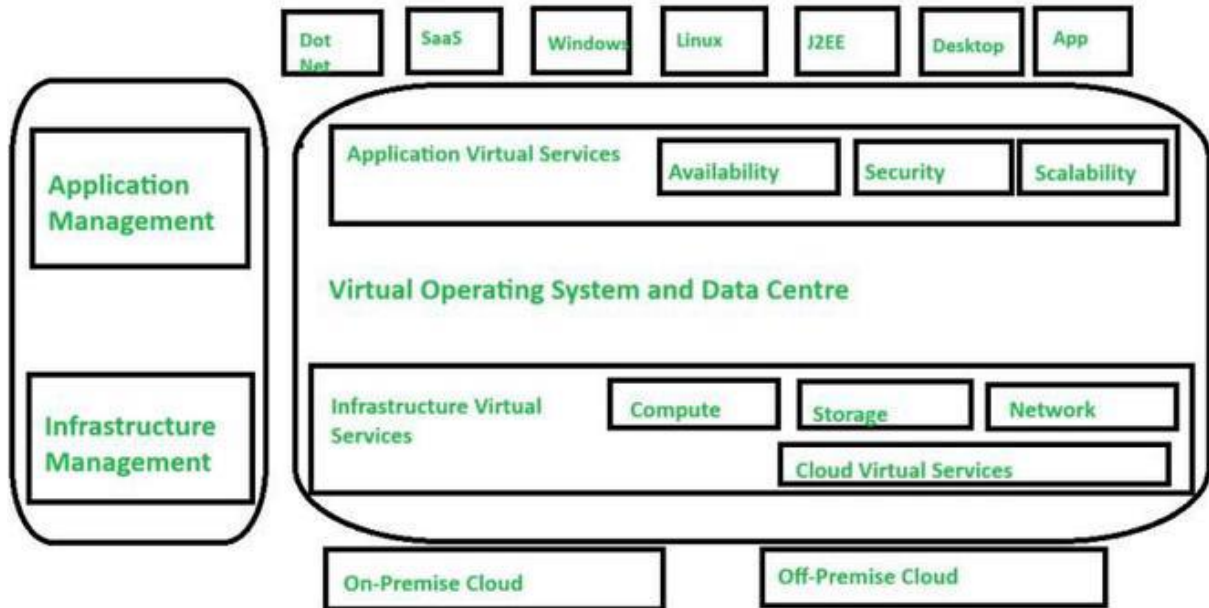 Dot
Net
SaaS
Windows
Linux
J2EE
Desktop
App
Application
Management
Application Virtual Services
Availability
Security
Scalability
Virtual Operating System and Data Centre
Infrastructure
Management
Infrastructure Virtual
Services
Compute
Storage
Network
Cloud Virtual Services
On-Premise Cloud
Off-Premise Cloud